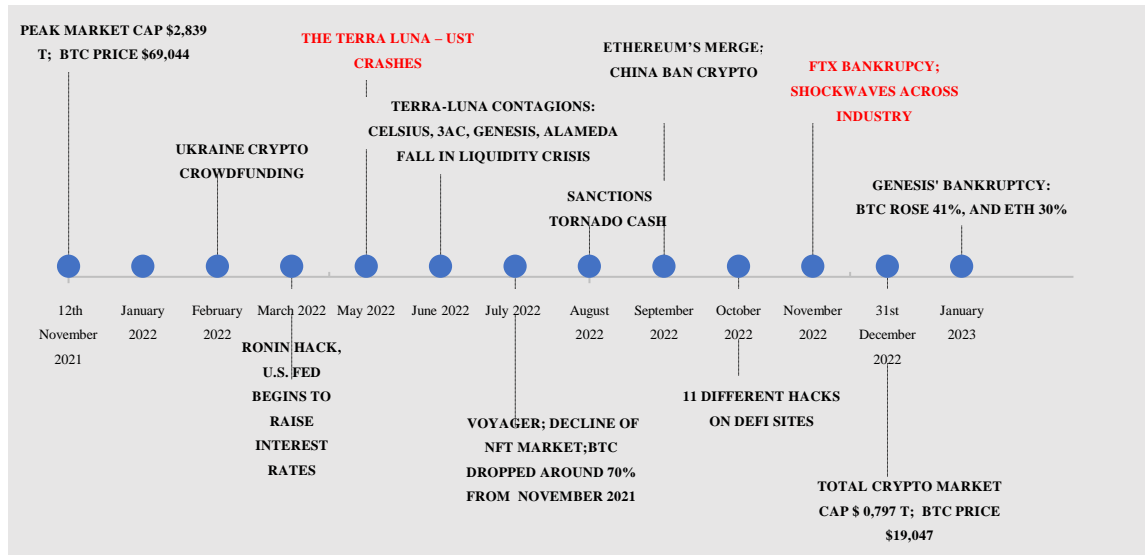 PEAK MARKET CAP $2,839
T;  BTC PRICE $69,044
THE TERRA LUNA – UST
CRASHES
ETHEREUM'S MERGE;
CHINA BAN CRYPTO
FTX BANKRUPCY;
SHOCKWAVES ACROSS
INDUSTRY
TERRA-LUNA CONTAGIONS:
CELSIUS, 3AC, GENESIS, ALAMEDA
FALL IN LIQUIDITY CRISIS
UKRAINE CRYPTO
CROWDFUNDING
SANCTIONS
TORNADO CASH
GENESIS' BANKRUPTCY:
BTC ROSE 41%, AND ETH 30%
12th
November
2021
January
2022
February
2022
March 2022
May 2022
June 2022
July 2022
August
2022
September
2022
October
2022
November
2022
31st
December
2022
January
2023
RONIN HACK,
U.S. FED
BEGINS TO
RAISE
INTEREST
RATES
VOYAGER; DECLINE OF
NFT MARKET;BTC
DROPPED AROUND 70%
FROM  NOVEMBER 2021
11 DIFFERENT HACKS
ON DEFI SITES
TOTAL CRYPTO MARKET
CAP $ 0,797 T;  BTC PRICE
$19,047